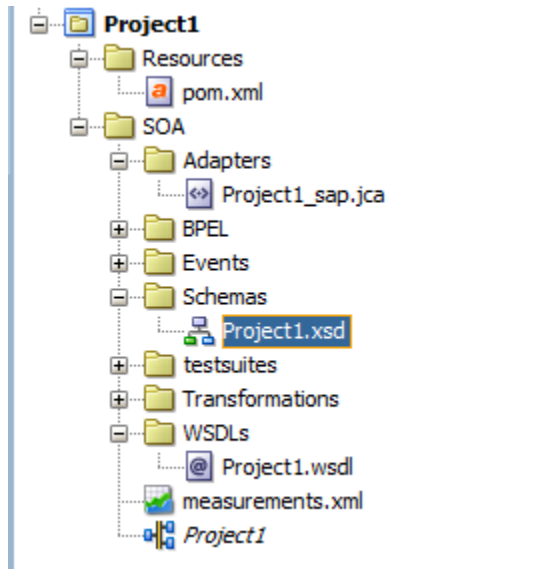 Project1
Resources
pom.xml
SOA
Adapters
Project1_sap.jca
BPEL
Events
Schemas
Project1.xsd
testsuites
Transformations
WSDLs
Project1.wsdl
measurements.xml
Project1